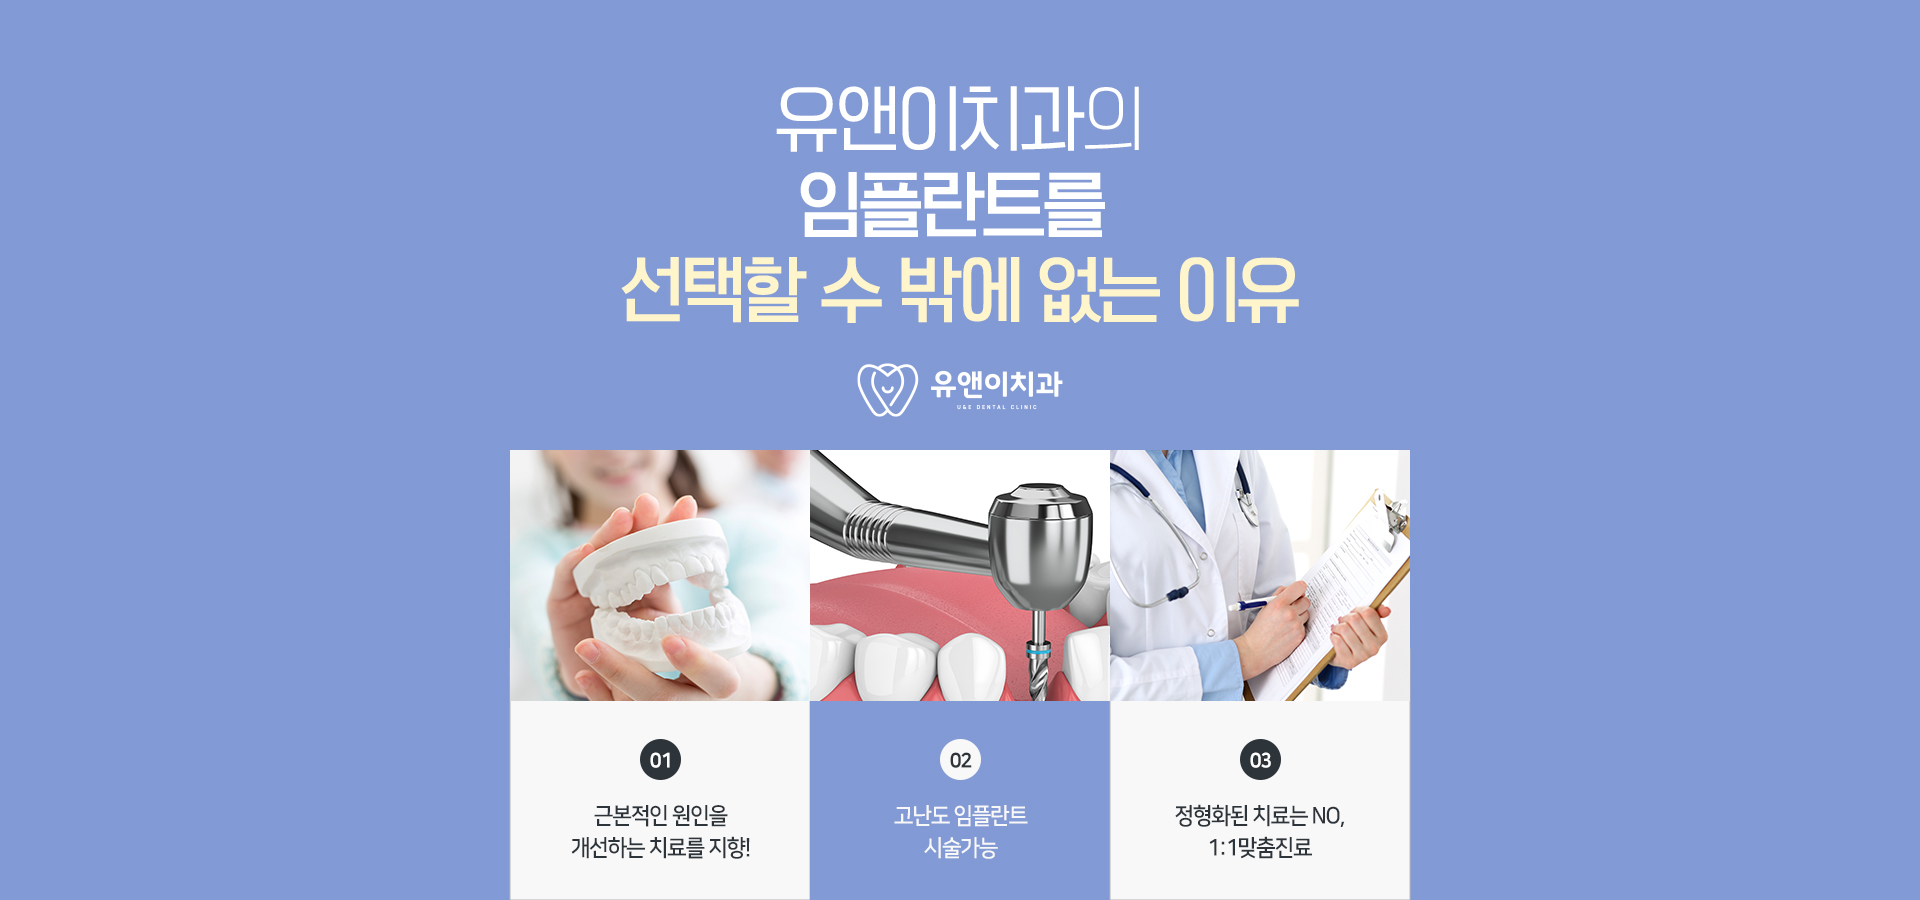 유앤이치과의
임플란트를
선택할 수 밖에 없는 이유
유앤이치과
U&E DENTAL CLINIC
01
근본적인 원인을
개선하는 치료를 지향!
02
고난도 임플란트
시술가능
03
정형화된 치료는 NO,
1:1맞춤진료